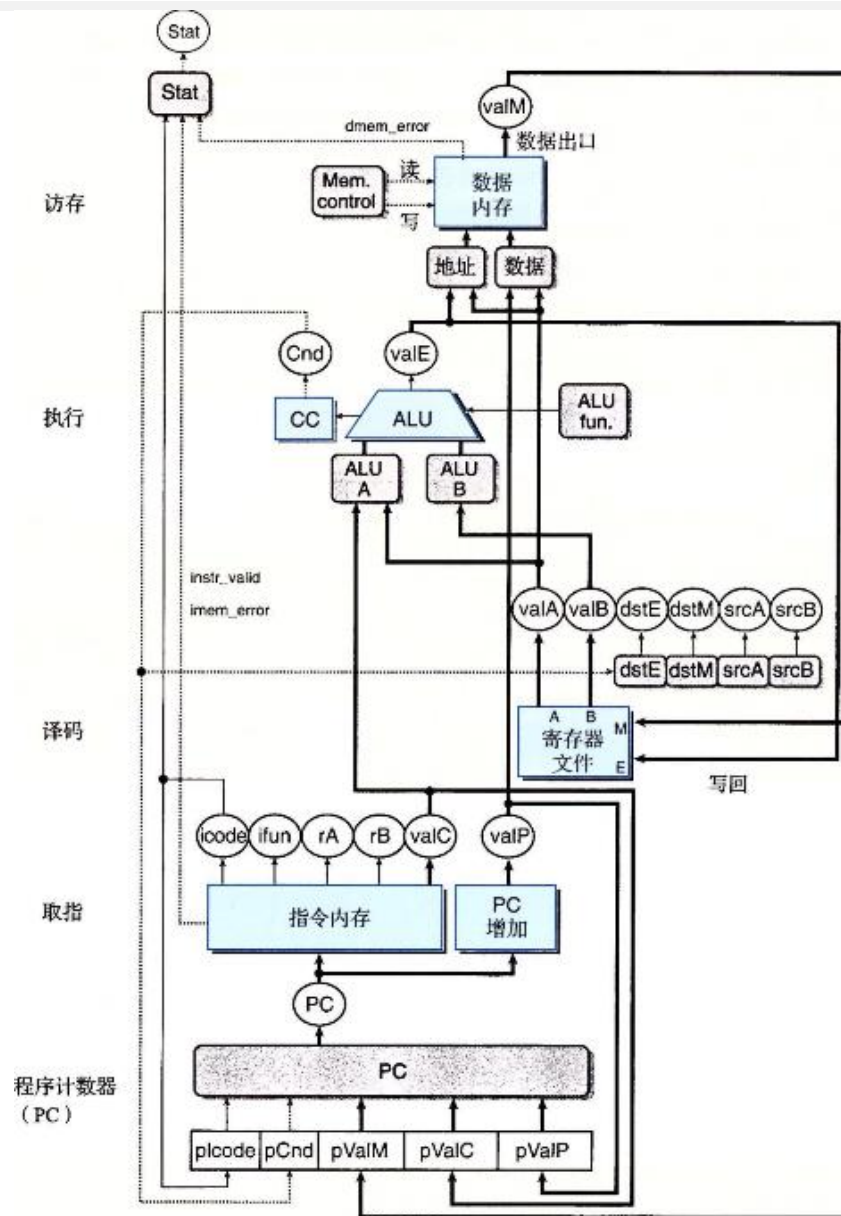 Stat
Stat
valM
dmem_error
数据出口
访存
Mem.
control
读
写
数据
内存
地址
数据
Cnd
valE
执行
CC
ALU
ALU
fun.
ALU
A
ALU
B
instr_valid
imem_error
valA valB dstE dstM srcA srcB
dstE dstM srcA srcB
译码
A B M
寄存器
文件
E
写回
icode ifun rA rB valC valP
取指
指令内存
PC
增加
PC
程序计数器
（PC）
PC
pIcode pCnd pValM pValC pValP